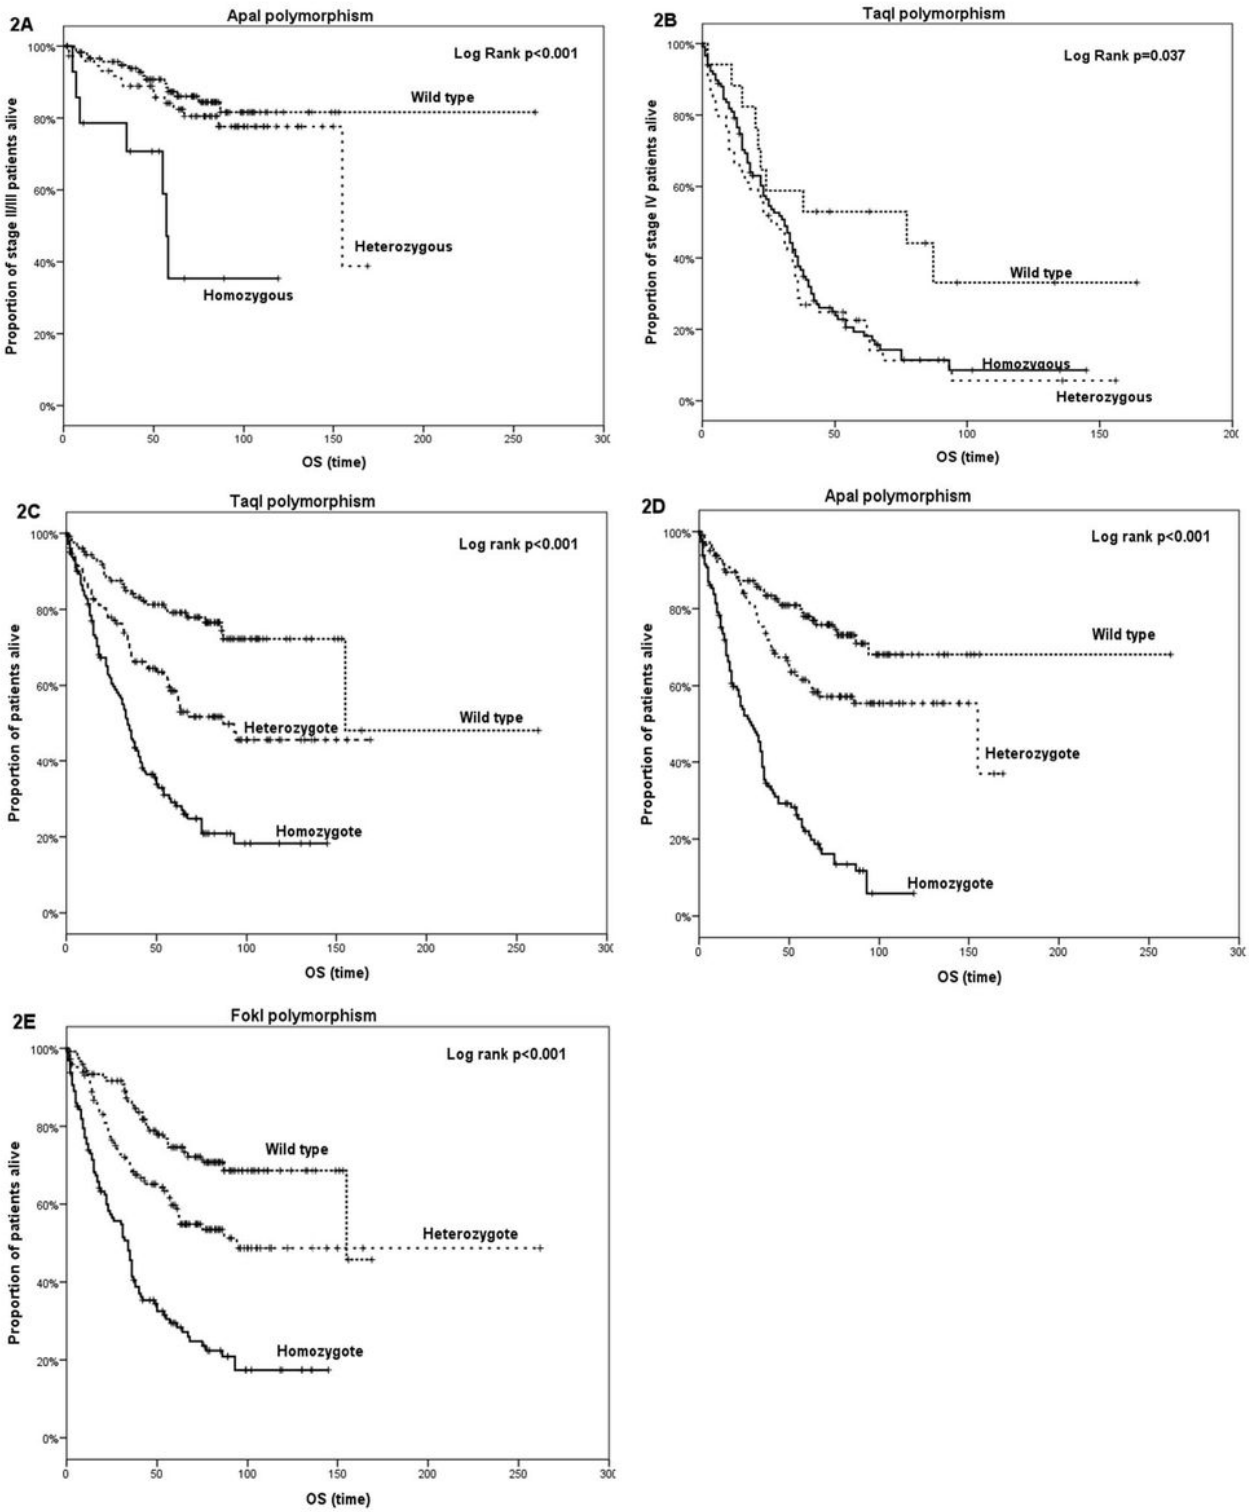 2A
ApaI polymorphism
Log Rank p<0.001
Wild type
Heterozygous
Homozygous
Proportion of stage II/III patients alive
100%
80%
60%
40%
20%
0%
0 50 100 150 200 250 300
OS (time)
2B
TaqI polymorphism
Log Rank p=0.037
Wild type
Homozygous
Heterozygous
Proportion of stage IV patients alive
100%
80%
60%
40%
20%
0%
0 50 100 150 200
OS (time)
2C
TaqI polymorphism
Log rank p<0.001
Heterozygote
Wild type
Homozygote
Proportion of patients alive
100%
80%
60%
40%
20%
0%
0 50 100 150 200 250 300
OS (time)
2D
ApaI polymorphism
Log rank p<0.001
Wild type
Heterozygote
Homozygote
Proportion of patients alive
100%
80%
60%
40%
20%
0%
0 50 100 150 200 250 300
OS (time)
2E
FokI polymorphism
Log rank p<0.001
Wild type
Heterozygote
Homozygote
Proportion of patients alive
100%
80%
60%
40%
20%
0%
0 50 100 150 200 250 300
OS (time)